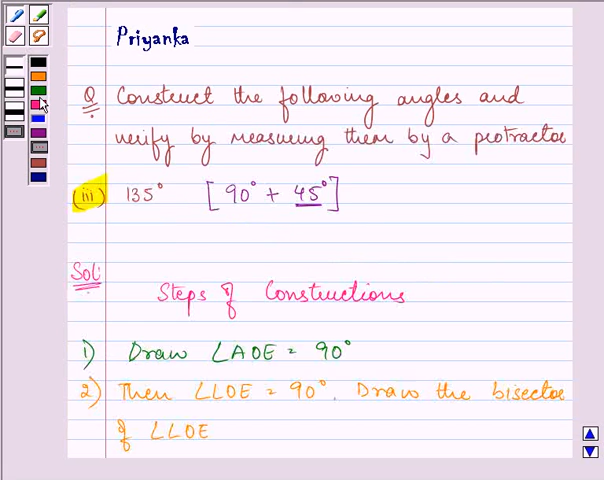 Priyanka
Q Construct the following angles and
verify by measuring them by a protractor
(iii) 135° [90° + 45°]
Sol:
Steps of Constructions
1) Draw ∠AOE = 90°
2) Then ∠LOE = 90°. Draw the bisector
of ∠LOE